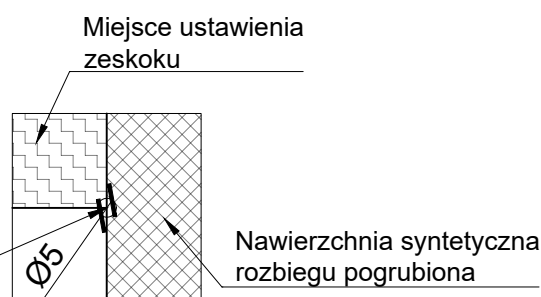 Miejsce ustawienia
zeskoku
Ø5
Nawierzchnia syntetyczna
rozbiegu pogrubiona